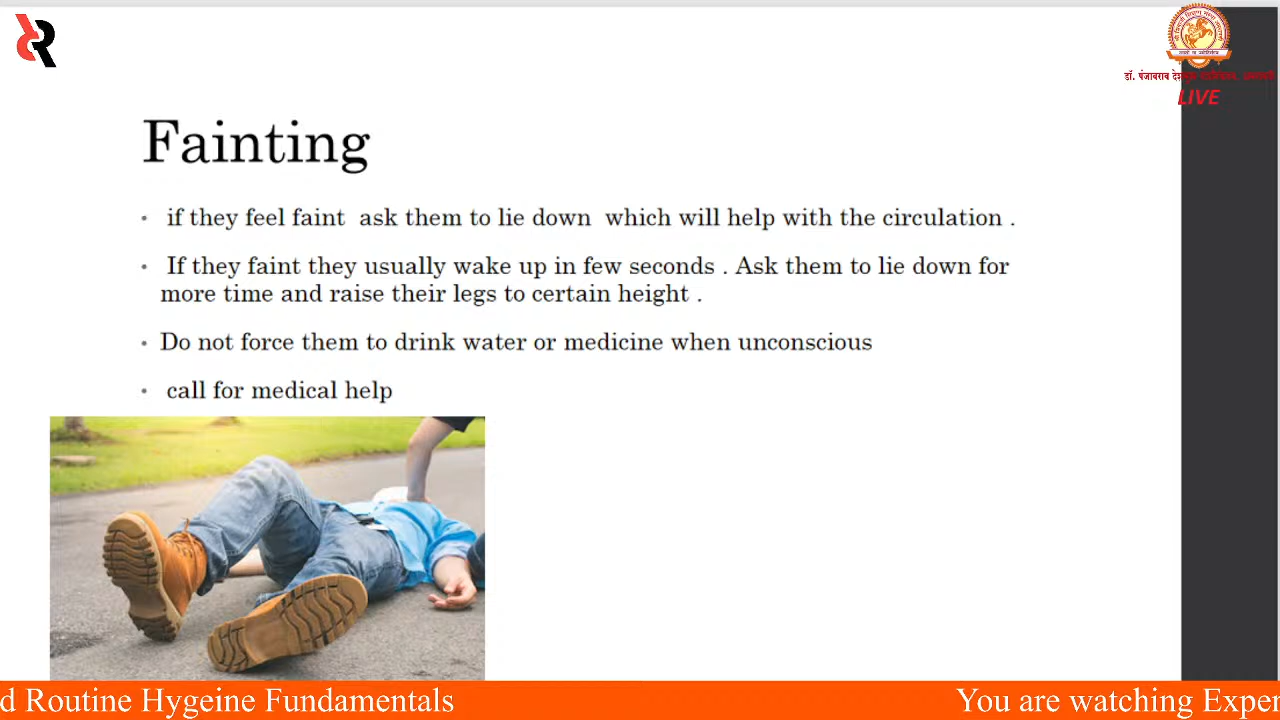 डॉ. पंजाबराव
LIVE
Fainting
• if they feel faint ask them to lie down which will help with the circulation .
• If they faint they usually wake up in few seconds . Ask them to lie down for
more time and raise their legs to certain height .
• Do not force them to drink water or medicine when unconscious
• call for medical help
d Routine Hygeine Fundamentals
You are watching Exper